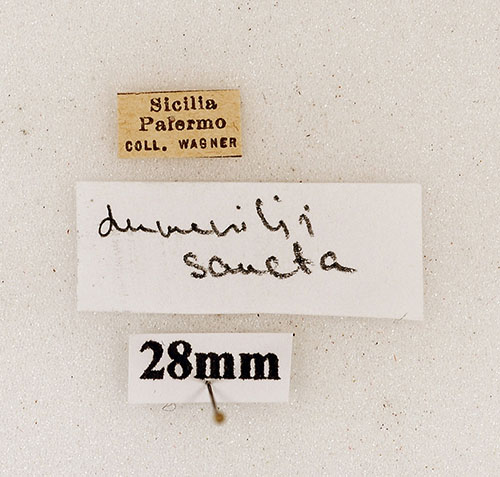 Sicilia
Palermo
COLL. WAGNER
dumerilii
sancta
28mm